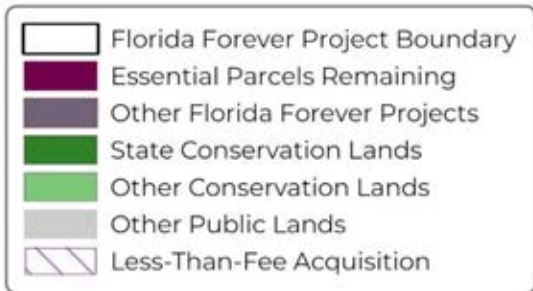 Florida Forever Project Boundary
Essential Parcels Remaining
Other Florida Forever Projects
State Conservation Lands
Other Conservation Lands
Other Public Lands
Less-Than-Fee Acquisition